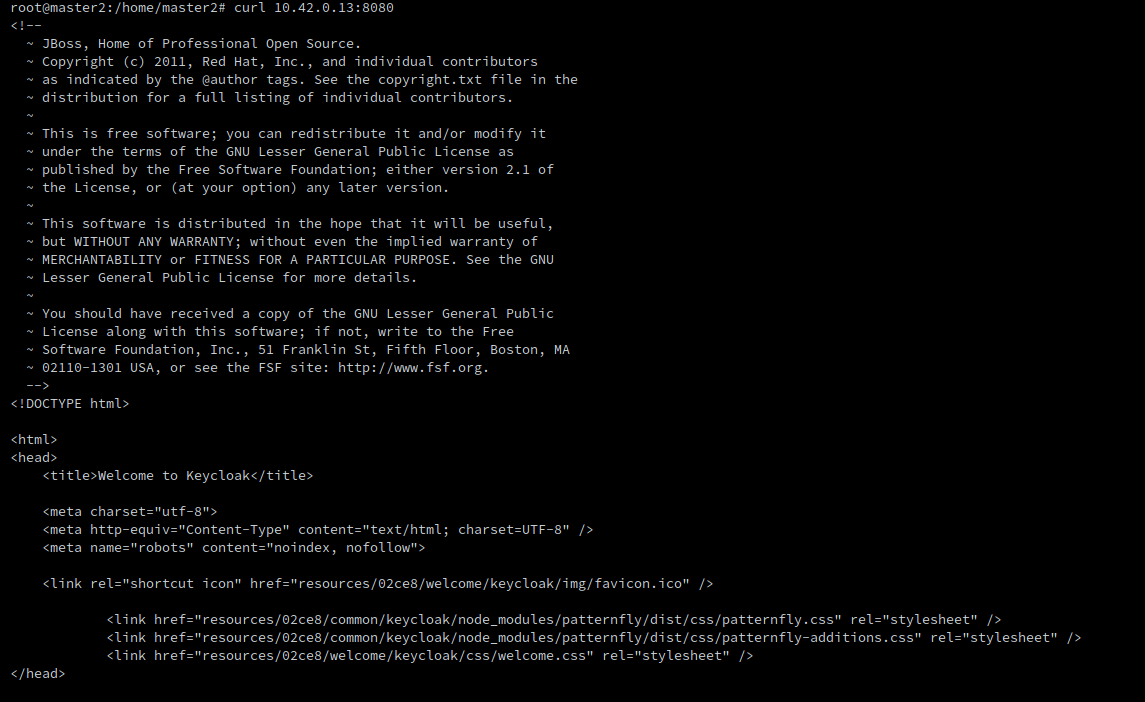 root@master2:/home/master2# curl 10.42.0.13:8080
<!--
  ~ JBoss, Home of Professional Open Source.
  ~ Copyright (c) 2011, Red Hat, Inc., and individual contributors
  ~ as indicated by the @author tags. See the copyright.txt file in the
  ~ distribution for a full listing of individual contributors.
  ~
  ~ This is free software; you can redistribute it and/or modify it
  ~ under the terms of the GNU Lesser General Public License as
  ~ published by the Free Software Foundation; either version 2.1 of
  ~ the License, or (at your option) any later version.
  ~
  ~ This software is distributed in the hope that it will be useful,
  ~ but WITHOUT ANY WARRANTY; without even the implied warranty of
  ~ MERCHANTABILITY or FITNESS FOR A PARTICULAR PURPOSE. See the GNU
  ~ Lesser General Public License for more details.
  ~
  ~ You should have received a copy of the GNU Lesser General Public
  ~ License along with this software; if not, write to the Free
  ~ Software Foundation, Inc., 51 Franklin St, Fifth Floor, Boston, MA
  ~ 02110-1301 USA, or see the FSF site: http://www.fsf.org.
  -->
<!DOCTYPE html>

<html>
<head>
    <title>Welcome to Keycloak</title>

    <meta charset="utf-8">
    <meta http-equiv="Content-Type" content="text/html; charset=UTF-8" />
    <meta name="robots" content="noindex, nofollow">

    <link rel="shortcut icon" href="resources/02ce8/welcome/keycloak/img/favicon.ico" />

            <link href="resources/02ce8/common/keycloak/node_modules/patternfly/dist/css/patternfly.css" rel="stylesheet" />
            <link href="resources/02ce8/common/keycloak/node_modules/patternfly/dist/css/patternfly-additions.css" rel="stylesheet" />
            <link href="resources/02ce8/welcome/keycloak/css/welcome.css" rel="stylesheet" />
</head>